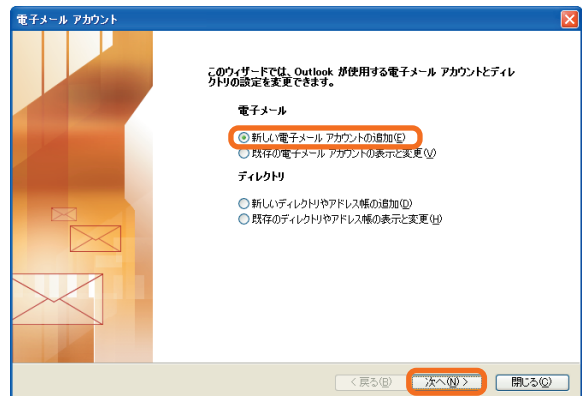 電子メール アカウント
このウィザードでは、Outlook が使用する電子メール アカウントとディレ
クトリの設定を変更できます。
電子メール
新しい電子メール アカウントの追加(E)
既存の電子メール アカウントの表示と変更(V)
ディレクトリ
新しいディレクトリやアドレス帳の追加(D)
既存のディレクトリやアドレス帳の表示と変更(H)
< 戻る(B) 次へ(N) > 閉じる(C)